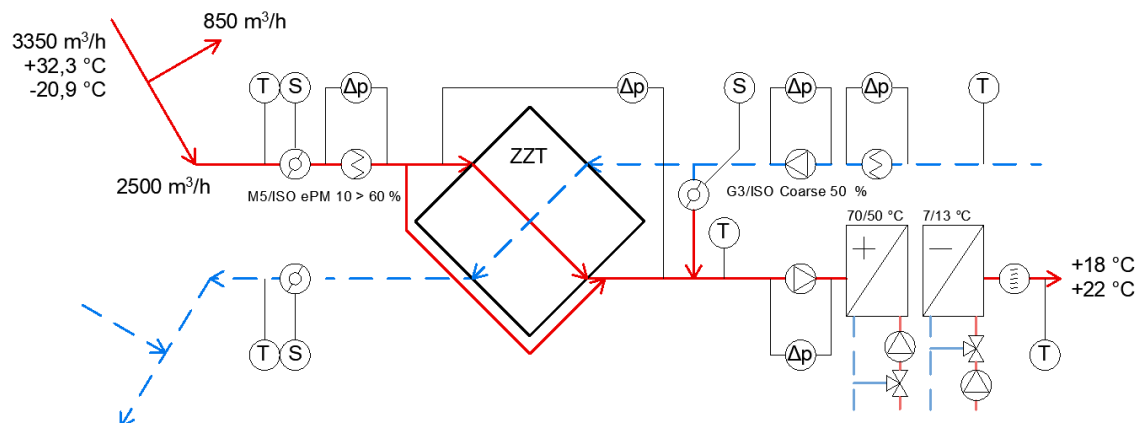 850 m³/h
3350 m³/h
+32,3 °C
-20,9 °C
T S Δp Δp S Δp Δp T
ZZT
2500 m³/h
M5/ISO ePM 10 > 60 %
G3/ISO Coarse 50 %
70/50 °C 7/13 °C
T
+ −
+18 °C
+22 °C
T S Δp T